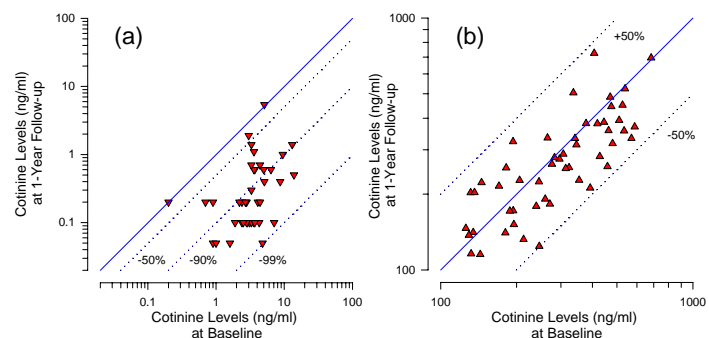 (a)
Cotinine Levels (ng/ml)
at 1-Year Follow-up
100
10
1
0.1
-50%
-90%
-99%
0.1
1
10
100
Cotinine Levels (ng/ml)
at Baseline
(b)
Cotinine Levels (ng/ml)
at 1-Year Follow-up
1000
100
+50%
-50%
100
1000
Cotinine Levels (ng/ml)
at Baseline